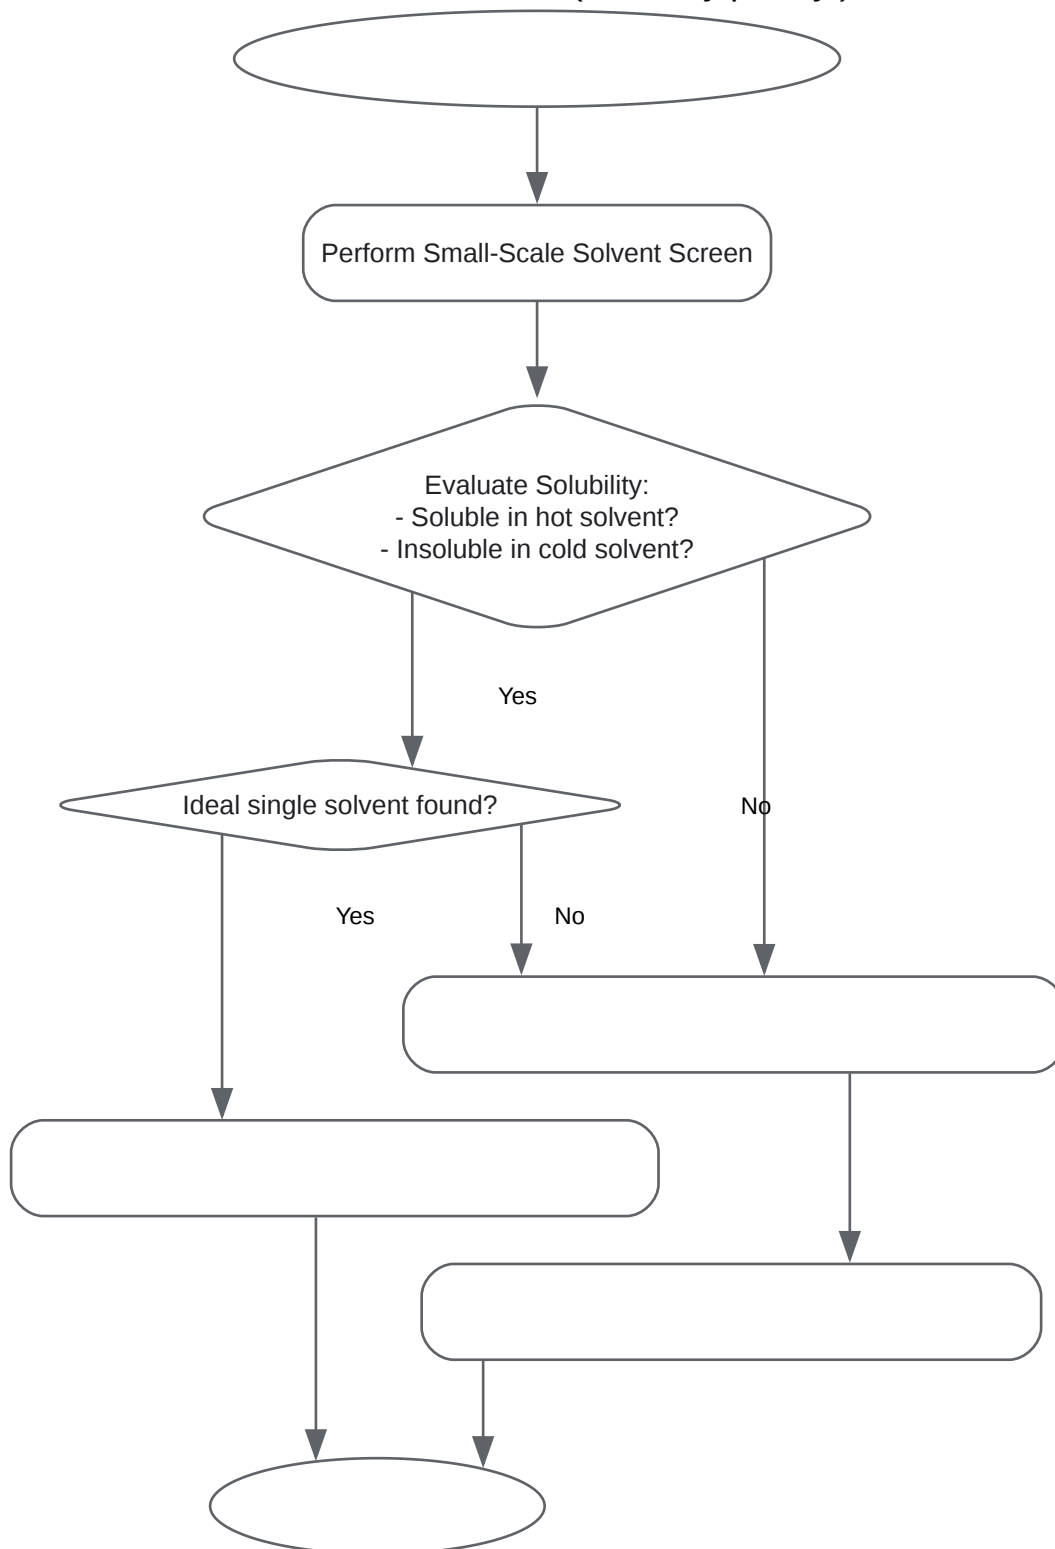 Perform Small-Scale Solvent Screen
Evaluate Solubility:
- Soluble in hot solvent?
- Insoluble in cold solvent?
Yes
Ideal single solvent found?
No
Yes
No